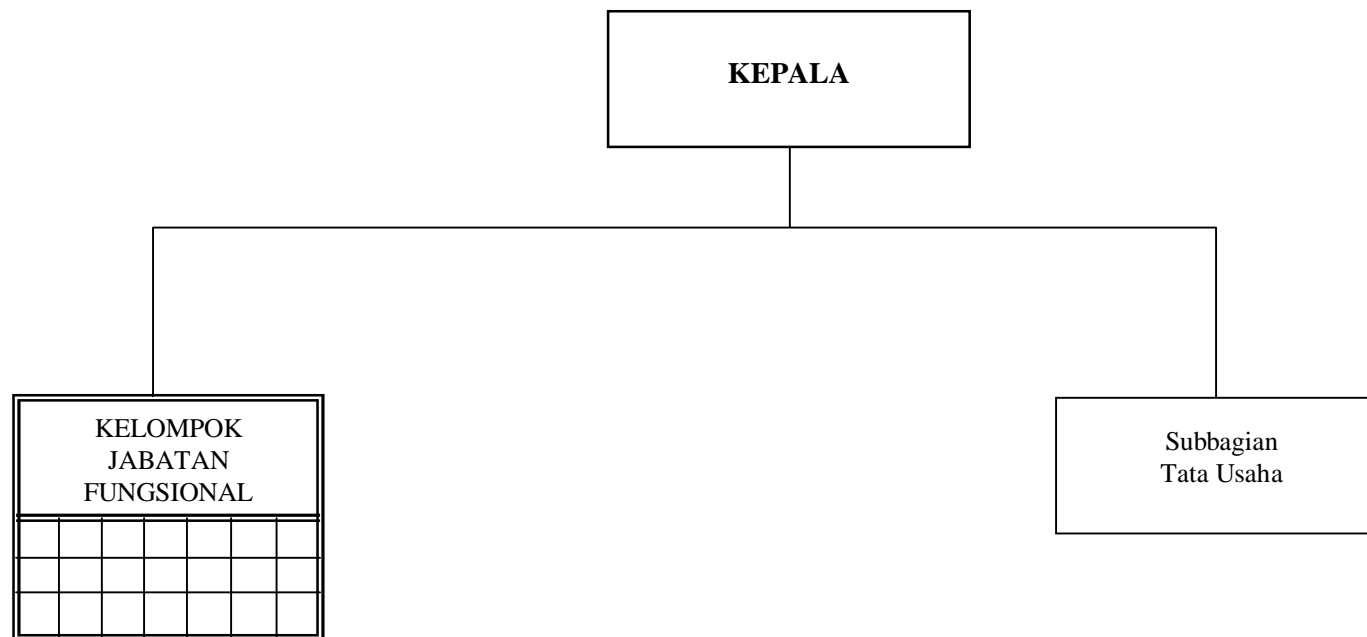 KEPALA
KELOMPOK
JABATAN
FUNGSIONAL
Subbagian
Tata Usaha